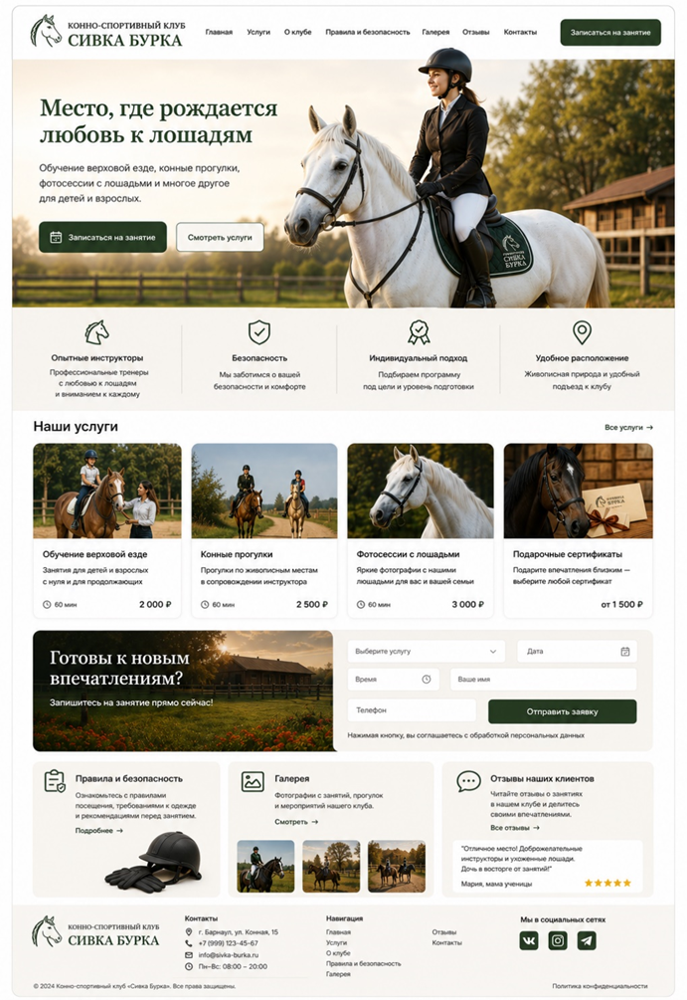 КОННО-СПОРТИВНЫЙ КЛУБ
СИВКА БУРКА
Главная
Услуги
О клубе
Правила и безопасность
Галерея
Отзывы
Контакты
Записаться на занятие
Место, где рождается
любовь к лошадям
Обучение верховой езде, конные прогулки,
фотосессии с лошадьми и многое другое
для детей и взрослых.
Записаться на занятие
Смотреть услуги
СИВКА
БУРКА
Опытные инструкторы
Профессиональные тренеры
с любовью к лошадям
и вниманием к каждому
Безопасность
Мы заботимся о вашей
безопасности и комфорте
Индивидуальный подход
Подбираем программу
под цели и уровень подготовки
Удобное расположение
Живописная природа и удобный
подъезд к клубу
Наши услуги
Все услуги →
Обучение верховой езде
Занятия для детей и взрослых
с нуля и для продолжающих
60 мин
2 000 ₽
Конные прогулки
Прогулки по живописным местам
в сопровождении инструктора
60 мин
2 500 ₽
Фотосессии с лошадьми
Яркие фотографии с нашими
лошадьми для вас и вашей семьи
60 мин
3 000 ₽
Подарочные сертификаты
Подарите впечатления близким —
выберите любой сертификат
от 1 500 ₽
Готовы к новым
впечатлениям?
Запишитесь на занятие прямо сейчас!
Выберите услугу
Дата
Время
Ваше имя
Телефон
Отправить заявку
Нажимая кнопку, вы соглашаетесь с обработкой персональных данных
Правила и безопасность
Ознакомьтесь с правилами
посещения, требованиями к одежде
и рекомендациями перед занятием.
Подробнее →
Галерея
Фотографии с занятий, прогулок
и мероприятий нашего клуба.
Смотреть →
Отзывы наших клиентов
Читайте отзывы о занятиях
в нашем клубе и делитесь
своими впечатлениями.
Все отзывы →
"Отличное место! Доброжелательные
инструкторы и ухоженные лошади.
Дочь в восторге от занятий!"
Мария, мама ученицы
КОННО-СПОРТИВНЫЙ КЛУБ
СИВКА БУРКА
Контакты
г. Барнаул, ул. Конная, 15
+7 (999) 123-45-67
info@sivka-burka.ru
Пн–Вс: 08:00 – 20:00
Навигация
Главная
Услуги
О клубе
Правила и безопасность
Галерея
Отзывы
Контакты
Мы в социальных сетях
© 2024 Конно-спортивный клуб «Сивка Бурка». Все права защищены.
Политика конфиденциальности